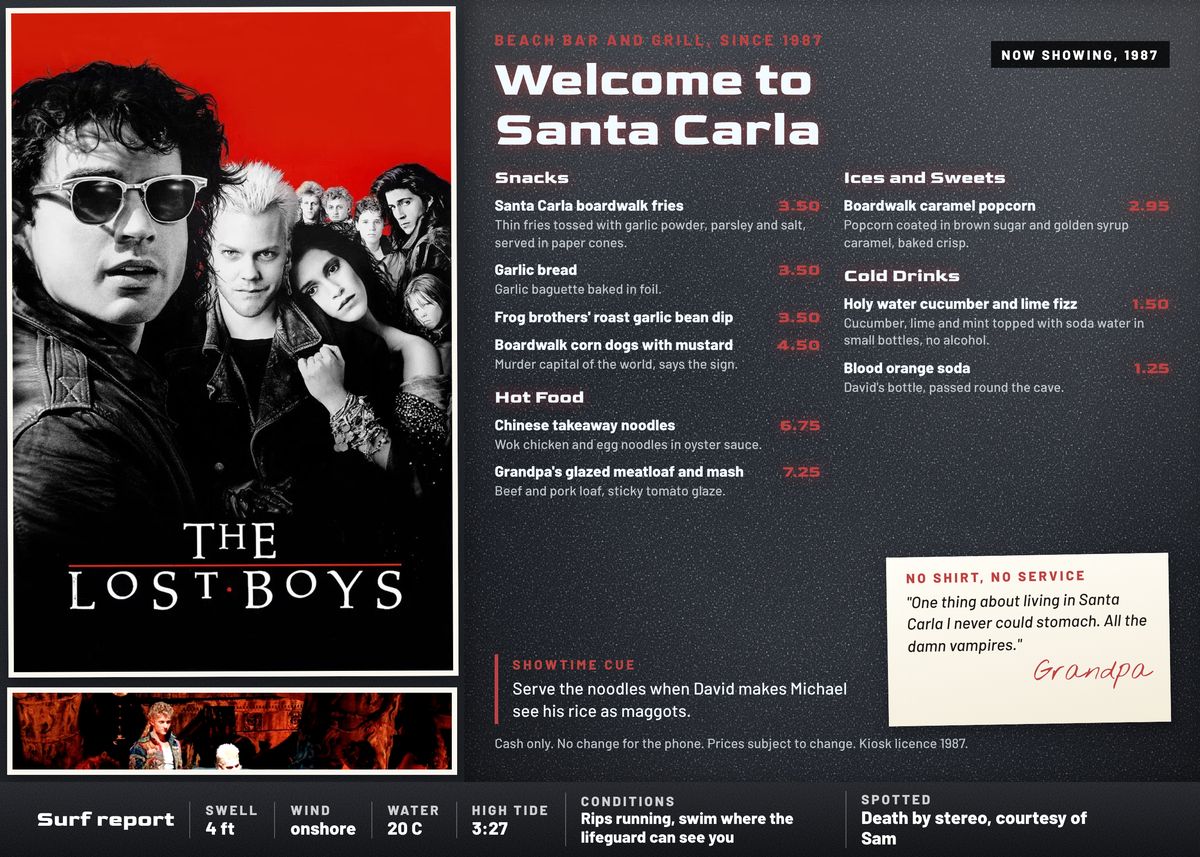 THE
LOST·BOYS
BEACH BAR AND GRILL, SINCE 1987
Welcome to
Santa Carla
NOW SHOWING, 1987
Snacks
Santa Carla boardwalk fries 3.50
Thin fries tossed with garlic powder, parsley and salt,
served in paper cones.
Garlic bread 3.50
Garlic baguette baked in foil.
Frog brothers' roast garlic bean dip 3.50
Boardwalk corn dogs with mustard 4.50
Murder capital of the world, says the sign.
Hot Food
Chinese takeaway noodles 6.75
Wok chicken and egg noodles in oyster sauce.
Grandpa's glazed meatloaf and mash 7.25
Beef and pork loaf, sticky tomato glaze.
Ices and Sweets
Boardwalk caramel popcorn 2.95
Popcorn coated in brown sugar and golden syrup
caramel, baked crisp.
Cold Drinks
Holy water cucumber and lime fizz 1.50
Cucumber, lime and mint topped with soda water in
small bottles, no alcohol.
Blood orange soda 1.25
David's bottle, passed round the cave.
NO SHIRT, NO SERVICE
"One thing about living in Santa
Carla I never could stomach. All the
damn vampires."
Grandpa
SHOWTIME CUE
Serve the noodles when David makes Michael
see his rice as maggots.
Cash only. No change for the phone. Prices subject to change. Kiosk licence 1987.
Surf report
SWELL
4 ft
WIND
onshore
WATER
20 C
HIGH TIDE
3:27
CONDITIONS
Rips running, swim where the
lifeguard can see you
SPOTTED
Death by stereo, courtesy of
Sam